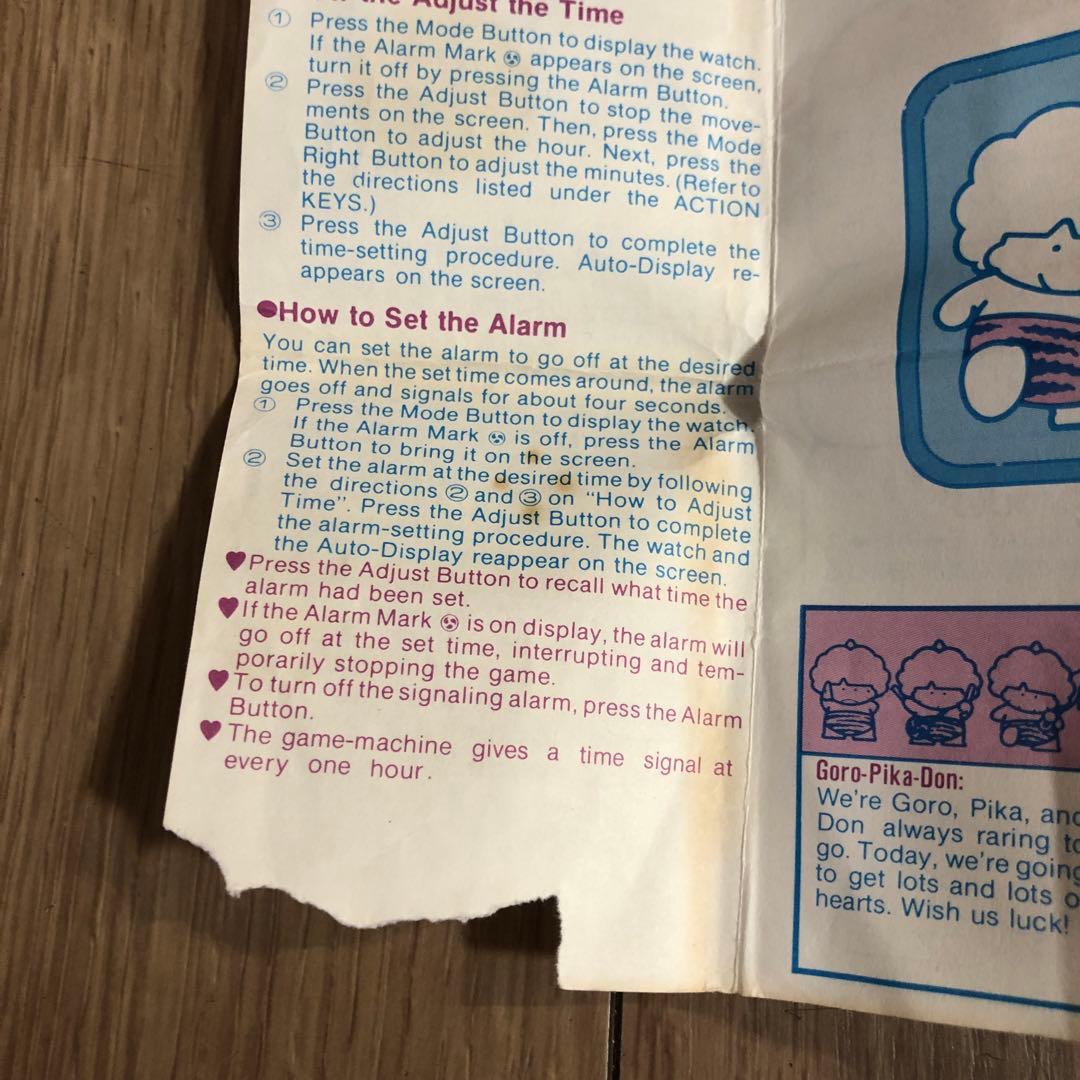 the Adjust the Time
① Press the Mode Button to display the watch.
If the Alarm Mark appears on the screen,
turn it off by pressing the Alarm Button.
② Press the Adjust Button to stop the move-
ments on the screen. Then, press the Mode
Button to adjust the hour. Next, press the
Right Button to adjust the minutes. (Refer to
the directions listed under the ACTION
KEYS.)
③ Press the Adjust Button to complete the
time-setting procedure. Auto-Display re-
appears on the screen.
●How to Set the Alarm
You can set the alarm to go off at the desired
time. When the set time comes around, the alarm
goes off and signals for about four seconds.
① Press the Mode Button to display the watch.
If the Alarm Mark is off, press the Alarm
Button to bring it on the screen.
② Set the alarm at the desired time by following
the directions ② and ③ on "How to Adjust
Time". Press the Adjust Button to complete
the alarm-setting procedure. The watch and
the Auto-Display reappear on the screen.
♥Press the Adjust Button to recall what time the
alarm had been set.
♥If the Alarm Mark is on display, the alarm will
go off at the set time, interrupting and tem-
porarily stopping the game.
♥To turn off the signaling alarm, press the Alarm
Button.
♥The game-machine gives a time signal at
every one hour.
Goro-Pika-Don:
We're Goro, Pika, and
Don always raring to
go. Today, we're going
to get lots and lots o
hearts. Wish us luck!